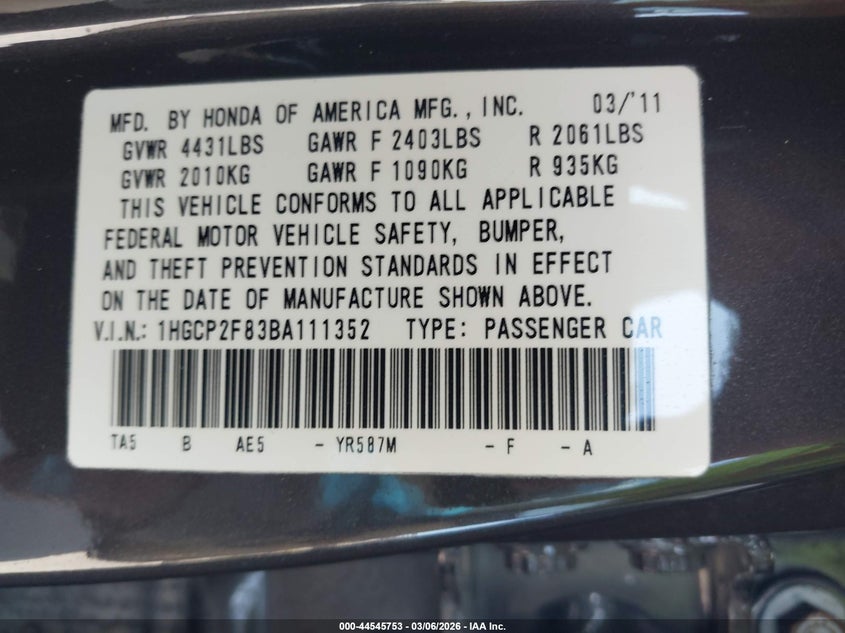 MFD. BY HONDA OF AMERICA MFG., INC. 03/'11
GVWR 4431LBS GAWR F 2403LBS R 2061LBS
GVWR 2010KG GAWR F 1090KG R 935KG
THIS VEHICLE CONFORMS TO ALL APPLICABLE
FEDERAL MOTOR VEHICLE SAFETY, BUMPER,
AND THEFT PREVENTION STANDARDS IN EFFECT
ON THE DATE OF MANUFACTURE SHOWN ABOVE.
V.I.N.: 1HGCP2F83BA111352 TYPE: PASSENGER CAR
TA5 B AE5 - YR587M - F - A
000-44545753 - 03/06/2026 - IAA Inc.